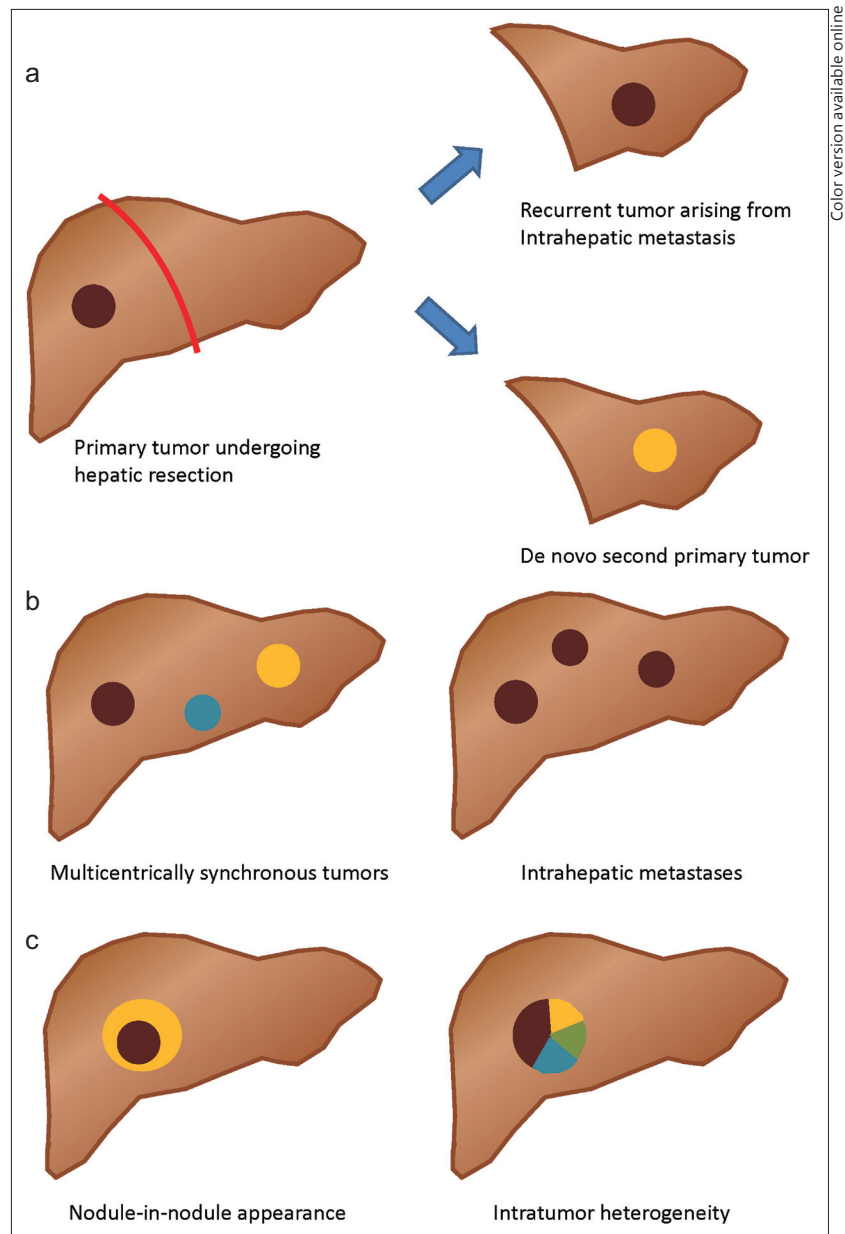 Color version available online
a
Recurrent tumor arising from
Intrahepatic metastasis
Primary tumor undergoing
hepatic resection
De novo second primary tumor
b
Multicentrically synchronous tumors
Intrahepatic metastases
c
Nodule-in-nodule appearance
Intratumor heterogeneity